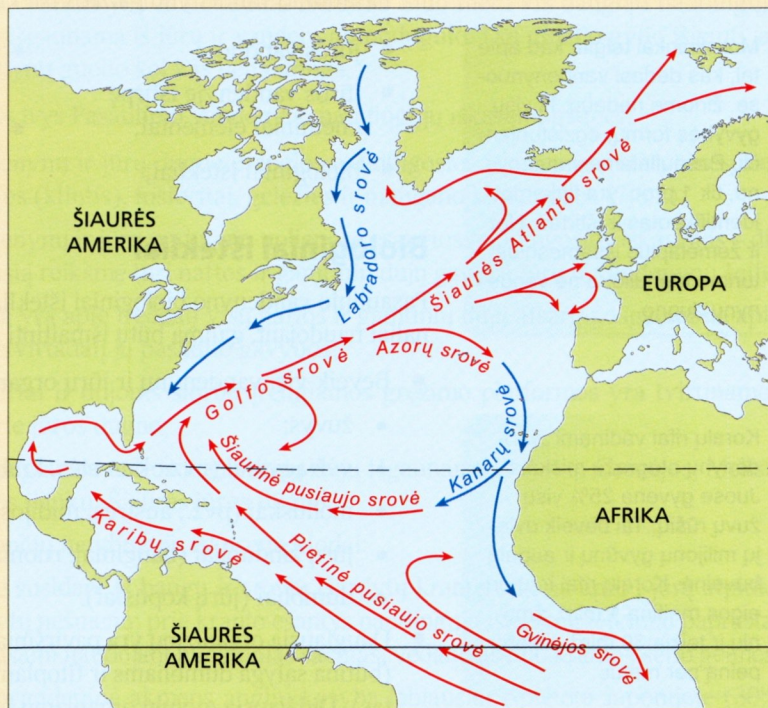 ŠIAURĖS
AMERIKA
Labradoro srovė
Šiaurės Atlanto srovė
EUROPA
Golfo srovė
Azorų srovė
Kanarų srovė
Šiaurinė pusiaujo srovė
AFRIKA
Karibų srovė
Pietinė pusiaujo srovė
Gvinėjos srovė
ŠIAURĖS
AMERIKA